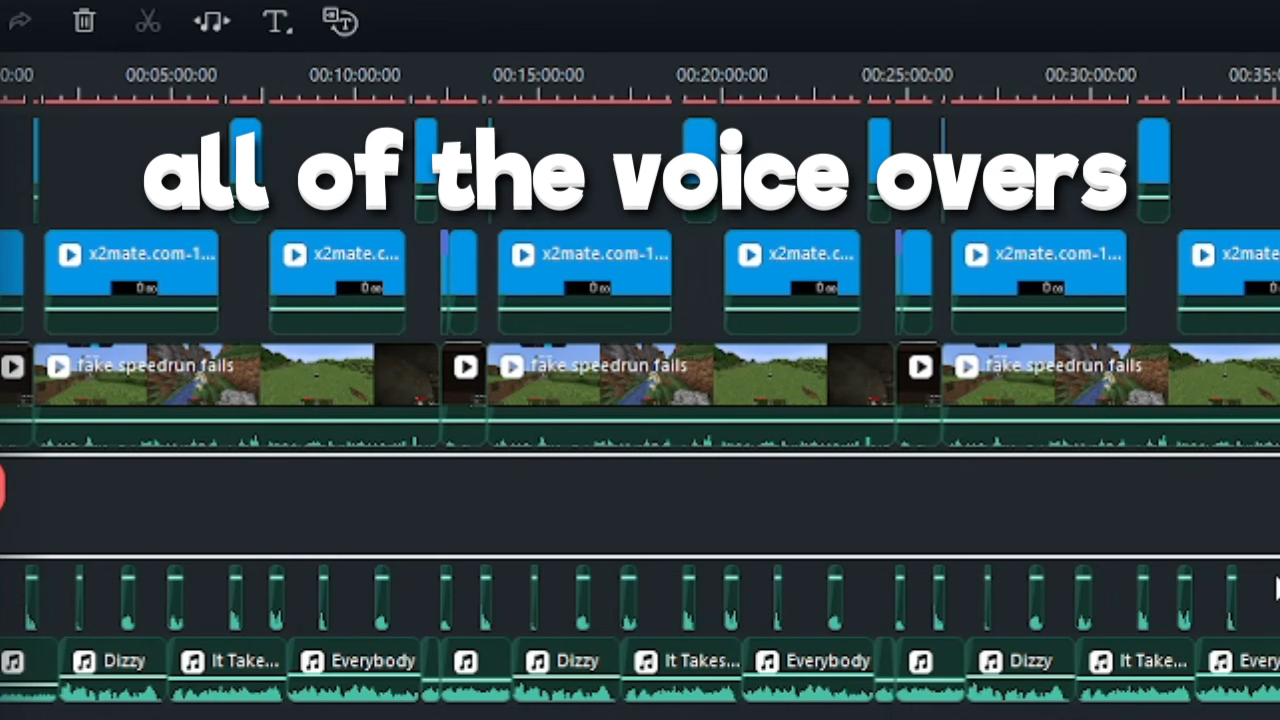 0:00 00:05:00:00 00:10:00:00 00:15:00:00 00:20:00:00 00:25:00:00 00:30:00:00 00:35:
all of the voice overs
x2mate.com-1... x2mate.c... x2mate.com-1... x2mate.c... x2mate.com-1... x2mate
fake speedrun fails fake speedrun fails fake speedrun fails
Dizzy It Take... Everybody Dizzy It Takes... Everybody Dizzy It Take... Every